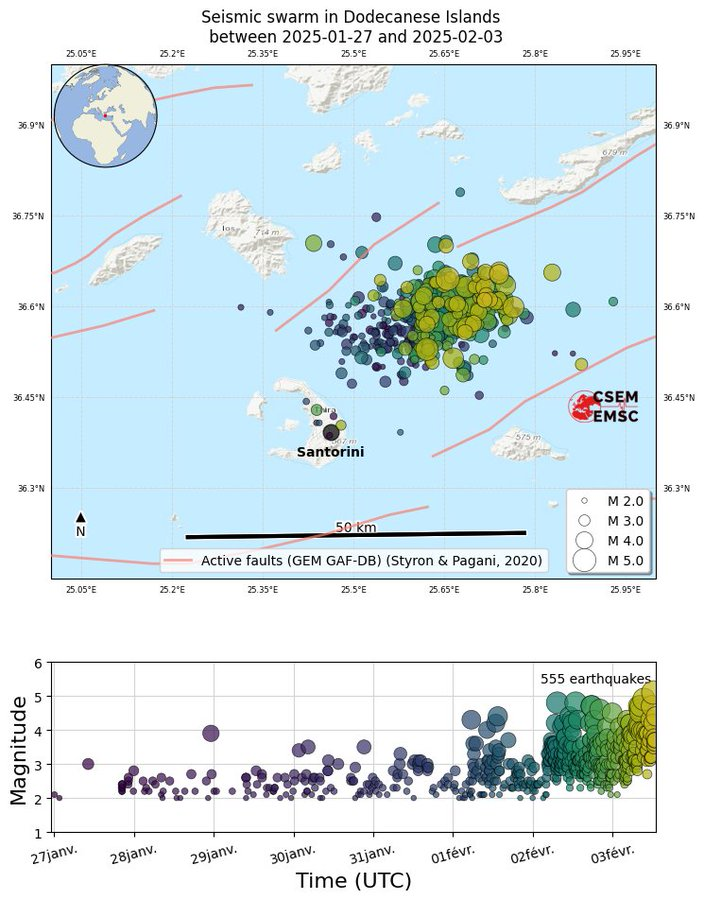 Seismic swarm in Dodecanese Islands
between 2025-01-27 and 2025-02-03
25.05°E 25.2°E 25.35°E 25.5°E 25.65°E 25.8°E 25.95°E
36.9°N 36.9°N
679 m
36.75°N 36.75°N
Ios 714 m
36.6°N 36.6°N
36.45°N 36.45°N
CSEM
EMSC
Thira
567 m
575 m
Santorini
36.3°N 36.3°N
M 2.0
M 3.0
M 4.0
M 5.0
N
50 km
Active faults (GEM GAF-DB) (Styron & Pagani, 2020)
25.05°E 25.2°E 25.35°E 25.5°E 25.65°E 25.8°E 25.95°E
555 earthquakes
Magnitude
6
5
4
3
2
1
27janv. 28janv. 29janv. 30janv. 31janv. 01févr. 02févr. 03févr.
Time (UTC)